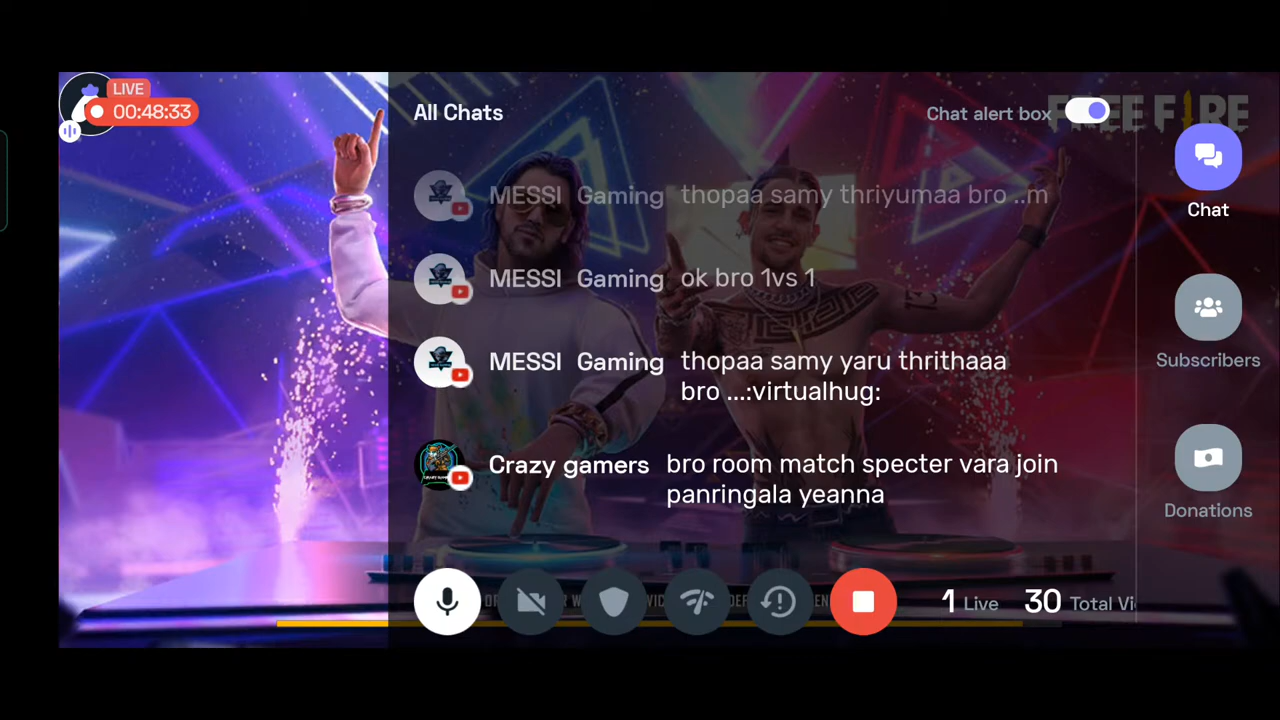 LIVE
00:48:33
All Chats
Chat alert box
FREE FIRE
MESSI Gaming thopaa samy thriyumaa bro ..m
Chat
MESSI Gaming ok bro 1vs 1
MESSI Gaming thopaa samy yaru thrithaaa
bro ...:virtualhug:
Subscribers
Crazy gamers bro room match specter vara join
panringala yeanna
Donations
1 Live 30 Total Vi